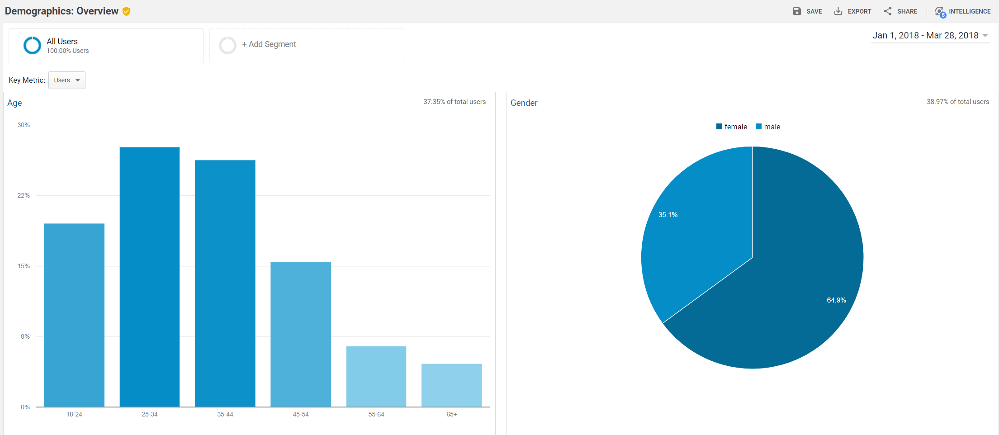 Demographics: Overview
SAVE
EXPORT
SHARE
5
INTELLIGENCE
All Users
100.00% Users
+ Add Segment
Jan 1, 2018 - Mar 28, 2018
Key Metric:
Users
Age
37.35% of total users
30%
22%
15%
8%
0%
18-24
25-34
35-44
45-54
55-64
65+
Gender
38.97% of total users
female
male
35.1%
64.9%